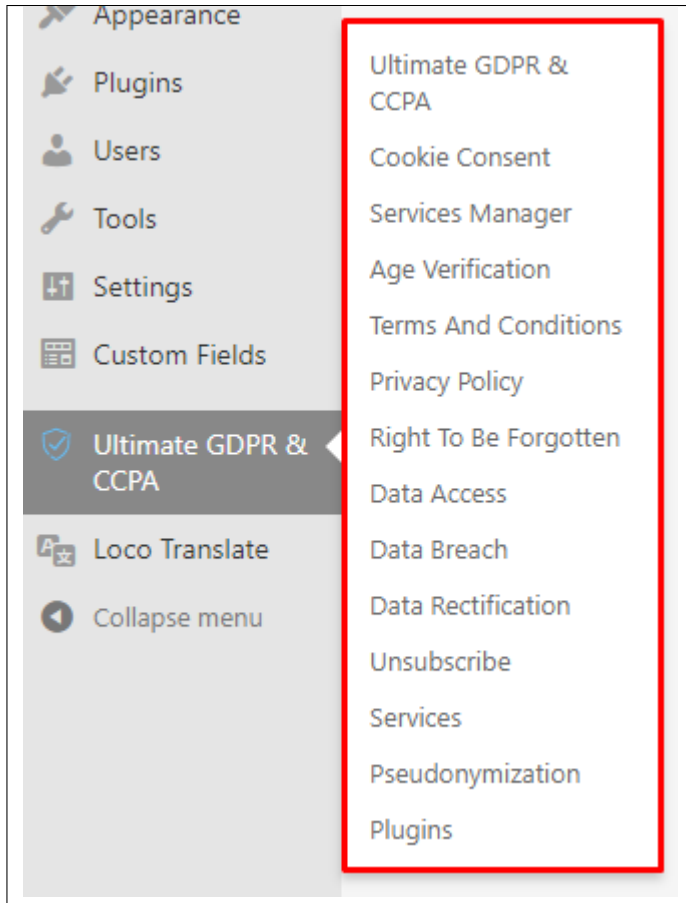 Appearance
Plugins
Users
Tools
Settings
Custom Fields
Ultimate GDPR &
CCPA
Loco Translate
Collapse menu
Ultimate GDPR &
CCPA
Cookie Consent
Services Manager
Age Verification
Terms And Conditions
Privacy Policy
Right To Be Forgotten
Data Access
Data Breach
Data Rectification
Unsubscribe
Services
Pseudonymization
Plugins